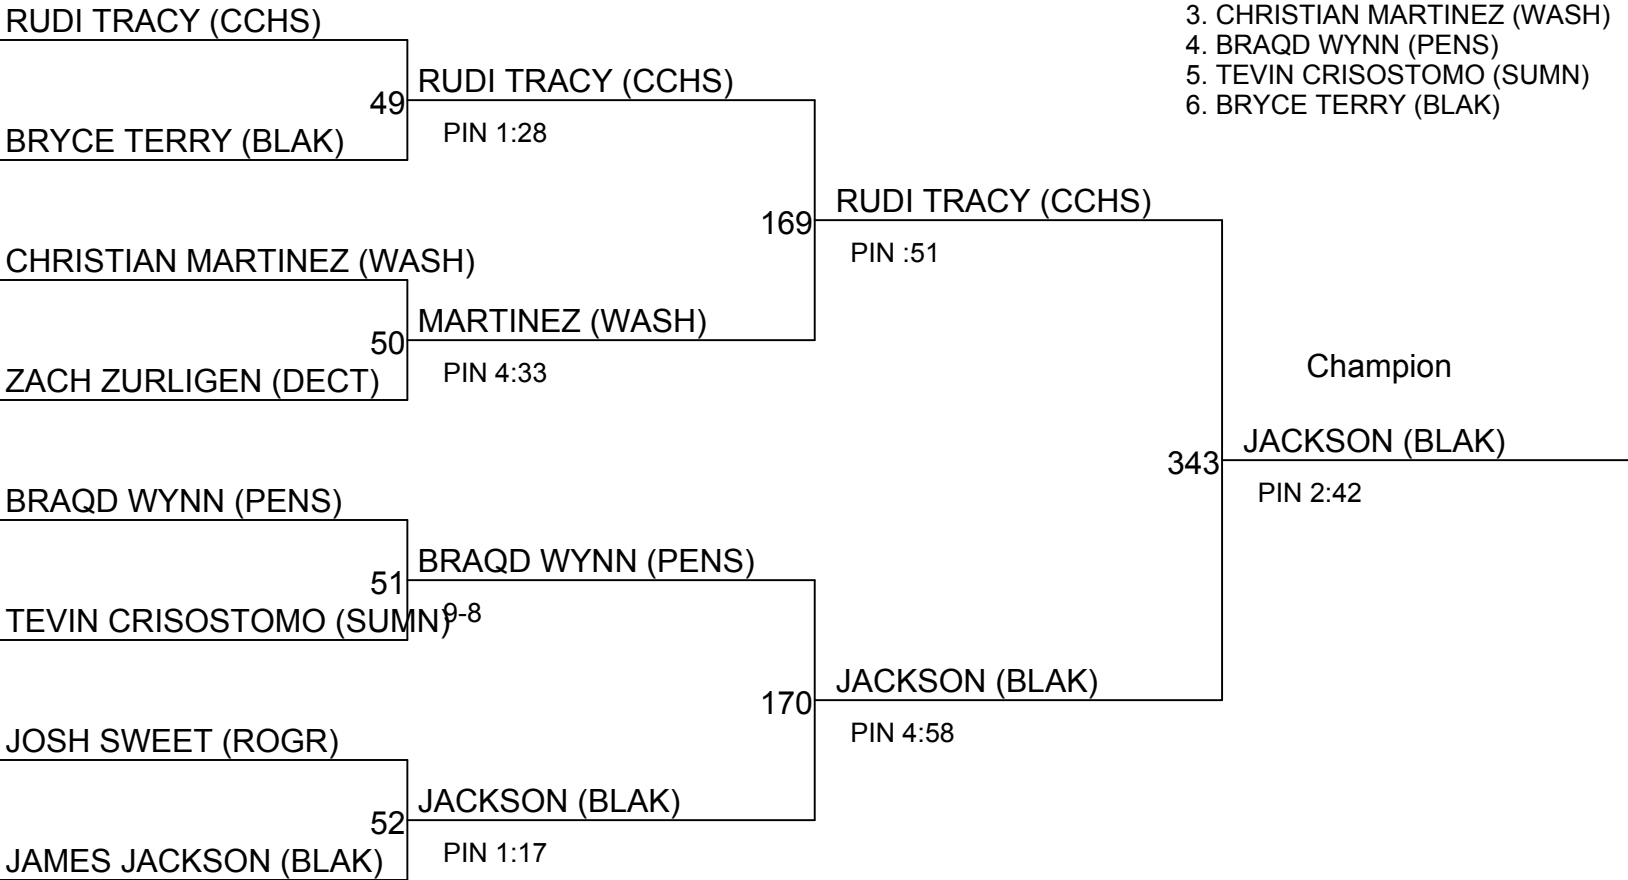 RUDI TRACY (CCHS)
3. CHRISTIAN MARTINEZ (WASH)
4. BRAQD WYNN (PENS)
5. TEVIN CRISOSTOMO (SUMN)
6. BRYCE TERRY (BLAK)
49
RUDI TRACY (CCHS)
PIN 1:28
BRYCE TERRY (BLAK)
169
RUDI TRACY (CCHS)
PIN :51
CHRISTIAN MARTINEZ (WASH)
50
MARTINEZ (WASH)
PIN 4:33
ZACH ZURLIGEN (DECT)
Champion
343
JACKSON (BLAK)
PIN 2:42
BRAQD WYNN (PENS)
51
BRAQD WYNN (PENS)
9-8
TEVIN CRISOSTOMO (SUMN)
170
JACKSON (BLAK)
PIN 4:58
JOSH SWEET (ROGR)
52
JACKSON (BLAK)
PIN 1:17
JAMES JACKSON (BLAK)